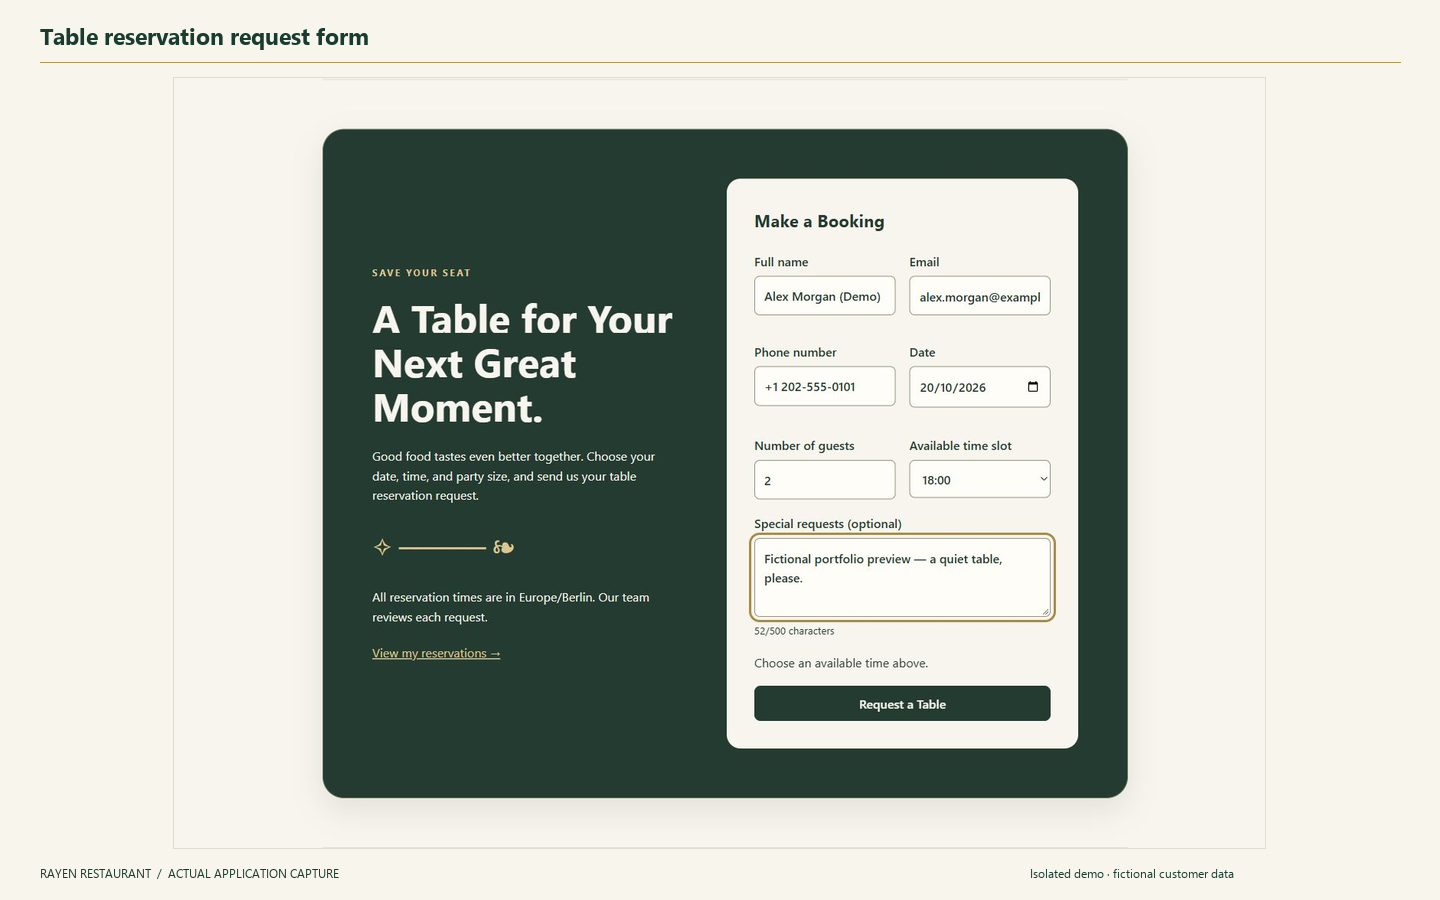 Table reservation request form
SAVE YOUR SEAT
A Table for Your
Next Great
Moment.
Good food tastes even better together. Choose your
date, time, and party size, and send us your table
reservation request.
All reservation times are in Europe/Berlin. Our team
reviews each request.
View my reservations →
Make a Booking
Full name
Alex Morgan (Demo)
Email
alex.morgan@exampl
Phone number
+1 202-555-0101
Date
20/10/2026
Number of guests
2
Available time slot
18:00
Special requests (optional)
Fictional portfolio preview — a quiet table,
please.
52/500 characters
Choose an available time above.
Request a Table
RAYEN RESTAURANT / ACTUAL APPLICATION CAPTURE
Isolated demo · fictional customer data